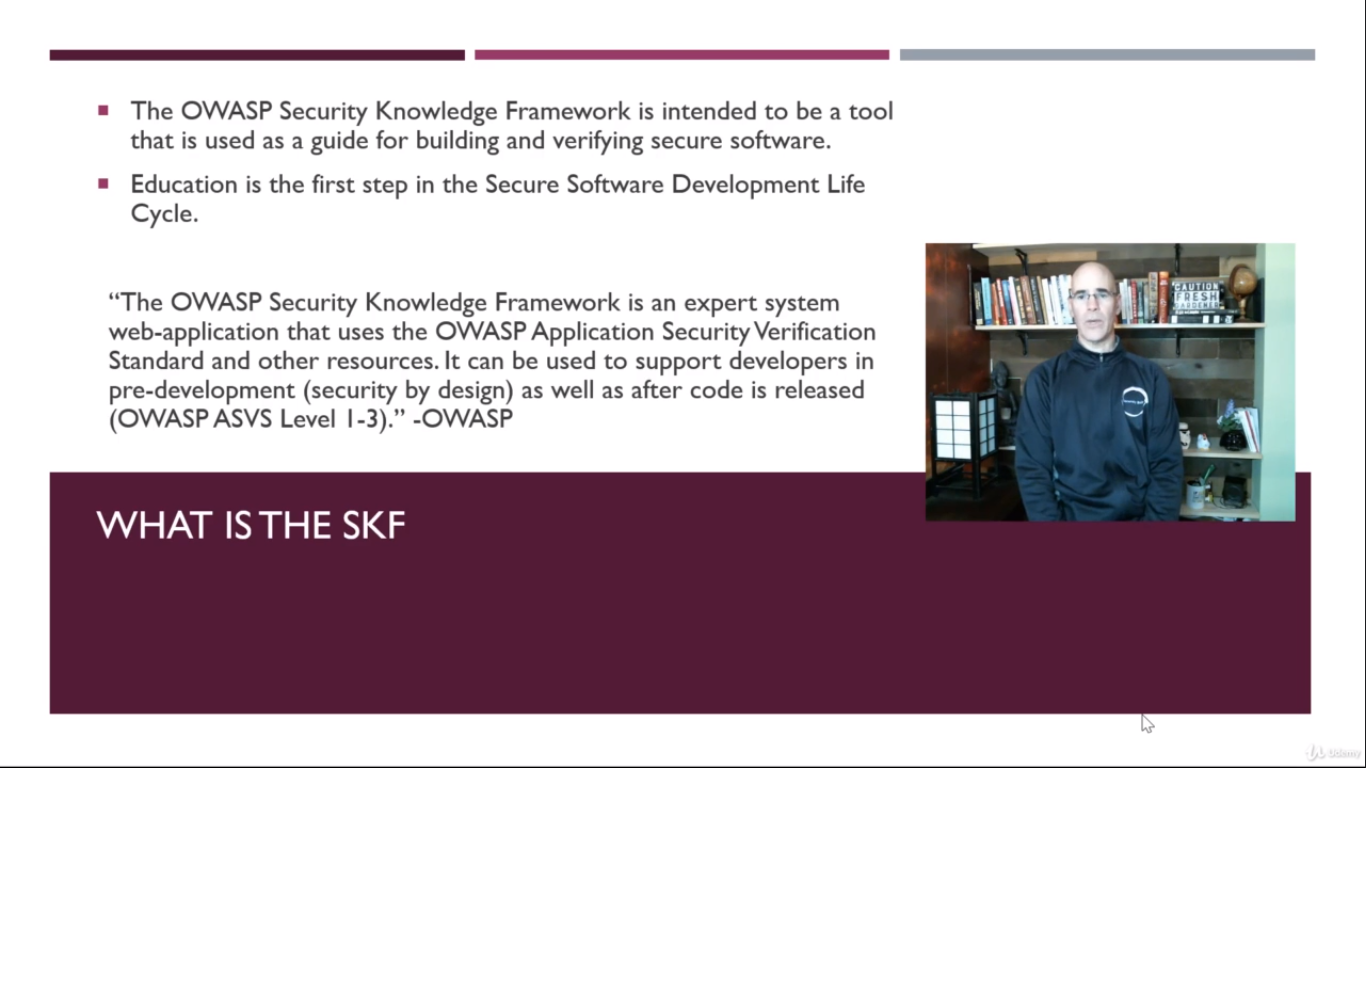 The OWASP Security Knowledge Framework is intended to be a tool
that is used as a guide for building and verifying secure software.
Education is the first step in the Secure Software Development Life
Cycle.
“The OWASP Security Knowledge Framework is an expert system
web-application that uses the OWASP Application Security Verification
Standard and other resources. It can be used to support developers in
pre-development (security by design) as well as after code is released
(OWASP ASVS Level 1-3).” -OWASP
CAUTION
FRESH
GARDENER
WHAT IS THE SKF
Udemy